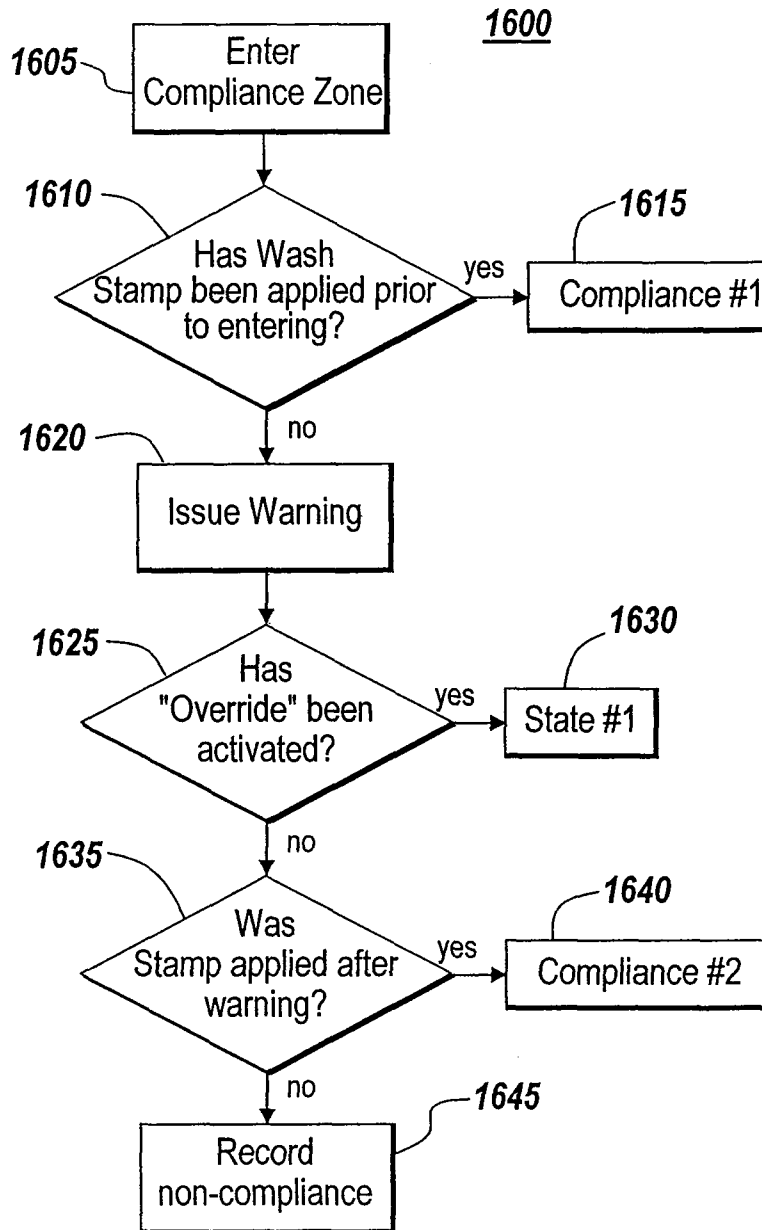 1600
1605
Enter
Compliance Zone
1610
Has Wash
Stamp been applied prior
to entering?
yes
1615
Compliance #1
no
1620
Issue Warning
1625
Has
"Override" been
activated?
yes
1630
State #1
no
1635
Was
Stamp applied after
warning?
yes
1640
Compliance #2
no
1645
Record
non-compliance